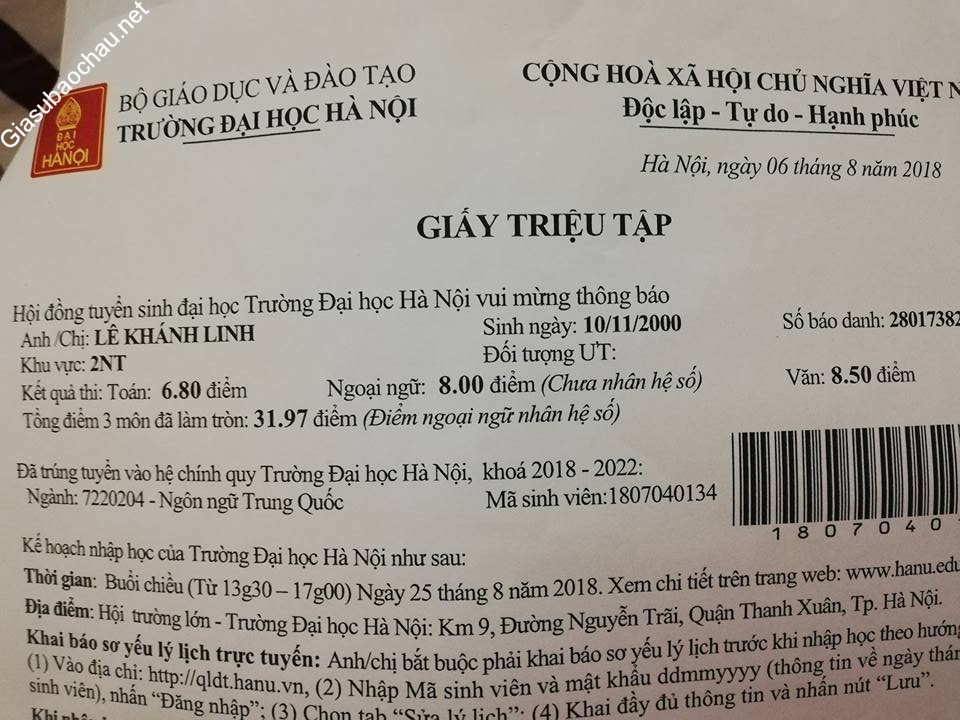 Giasubaochau.net
BỘ GIÁO DỤC VÀ ĐÀO TẠO
TRƯỜNG ĐẠI HỌC HÀ NỘI
ĐẠI
HỌC
HÀNỘI
CỘNG HOÀ XÃ HỘI CHỦ NGHĨA VIỆT N
Độc lập - Tự do - Hạnh phúc
Hà Nội, ngày 06 tháng 8 năm 2018
GIẤY TRIỆU TẬP
Hội đồng tuyển sinh đại học Trường Đại học Hà Nội vui mừng thông báo
Anh /Chị: LÊ KHÁNH LINH Sinh ngày: 10/11/2000 Số báo danh: 28017382
Khu vực: 2NT Đối tượng ƯT:
Kết quả thi: Toán: 6.80 điểm Ngoại ngữ: 8.00 điểm (Chưa nhân hệ số) Văn: 8.50 điểm
Tổng điểm 3 môn đã làm tròn: 31.97 điểm (Điểm ngoại ngữ nhân hệ số)
Đã trúng tuyển vào hệ chính quy Trường Đại học Hà Nội, khoá 2018 - 2022:
Ngành: 7220204 - Ngôn ngữ Trung Quốc Mã sinh viên:1807040134
1 8 0 7 0 4 0
Kế hoạch nhập học của Trường Đại học Hà Nội như sau:
Thời gian: Buổi chiều (Từ 13g30 – 17g00) Ngày 25 tháng 8 năm 2018. Xem chi tiết trên trang web: www.hanu.edu
Địa điểm: Hội trường lớn - Trường Đại học Hà Nội: Km 9, Đường Nguyễn Trãi, Quận Thanh Xuân, Tp. Hà Nội.
Khai báo sơ yếu lý lịch trực tuyến: Anh/chị bắt buộc phải khai báo sơ yếu lý lịch trước khi nhập học theo hướng
(1) Vào địa chỉ: http://qldt.hanu.vn, (2) Nhập Mã sinh viên và mật khẩu ddmmyyyy (thông tin về ngày thán
sinh viên), nhấn “Đăng nhập”; (3) Chọn tab “Sửa lý lịch”; (4) Khai đầy đủ thông tin và nhấn nút “Lưu”.